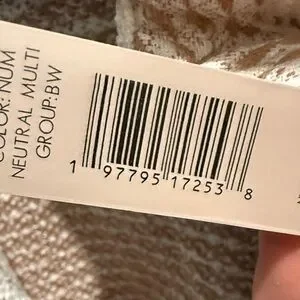 COLOR: NUM
NEUTRAL MULTI
GROUP:BW
1 97795 17253 8